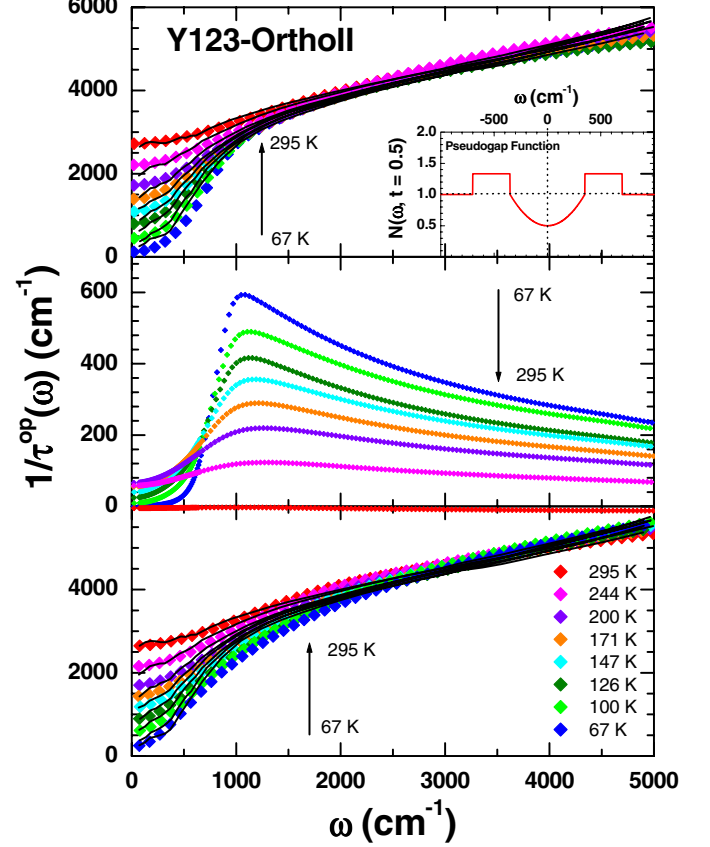 Y123-OrthoII
6000
4000
2000
0
295 K
67 K
ω (cm⁻¹)
-500 0 500
N(ω, t = 0.5)
2.0
1.5
1.0
0.5
Pseudogap Function
1/τᵒᵖ(ω) (cm⁻¹)
600
400
200
0
67 K
295 K
4000
2000
0
295 K
67 K
295 K
244 K
200 K
171 K
147 K
126 K
100 K
67 K
0 1000 2000 3000 4000 5000
ω (cm⁻¹)